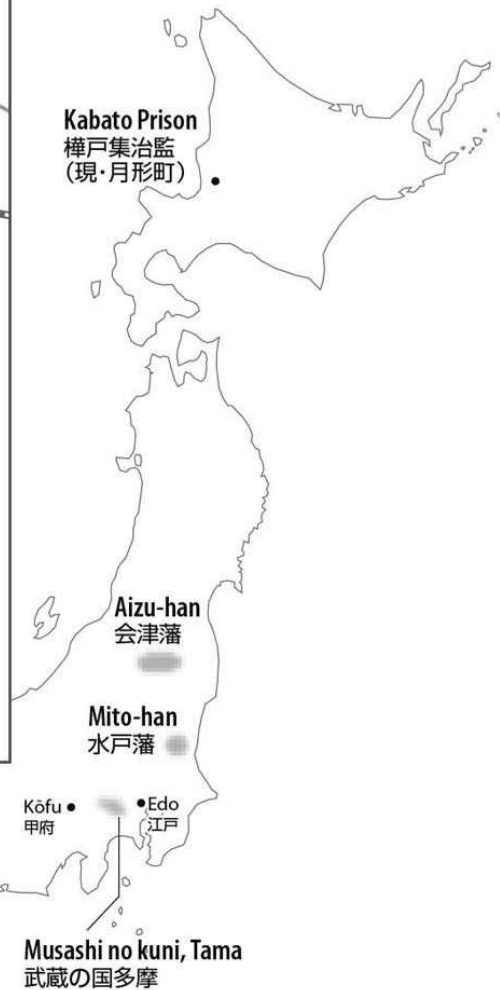 Kabato Prison
樺戸集治監
（現・月形町）
Aizu-han
会津藩
Mito-han
水戸藩
Kōfu
甲府
Edo
江戸
Musashi no kuni, Tama
武蔵の国多摩